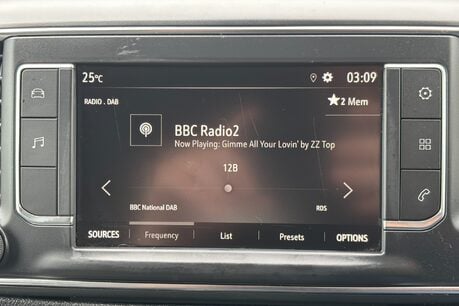 25°C 03:09
RADIO . DAB
2 Mem
BBC Radio2
Now Playing: Gimme All Your Lovin' by ZZ Top
12B
BBC National DAB RDS
SOURCES Frequency List Presets OPTIONS